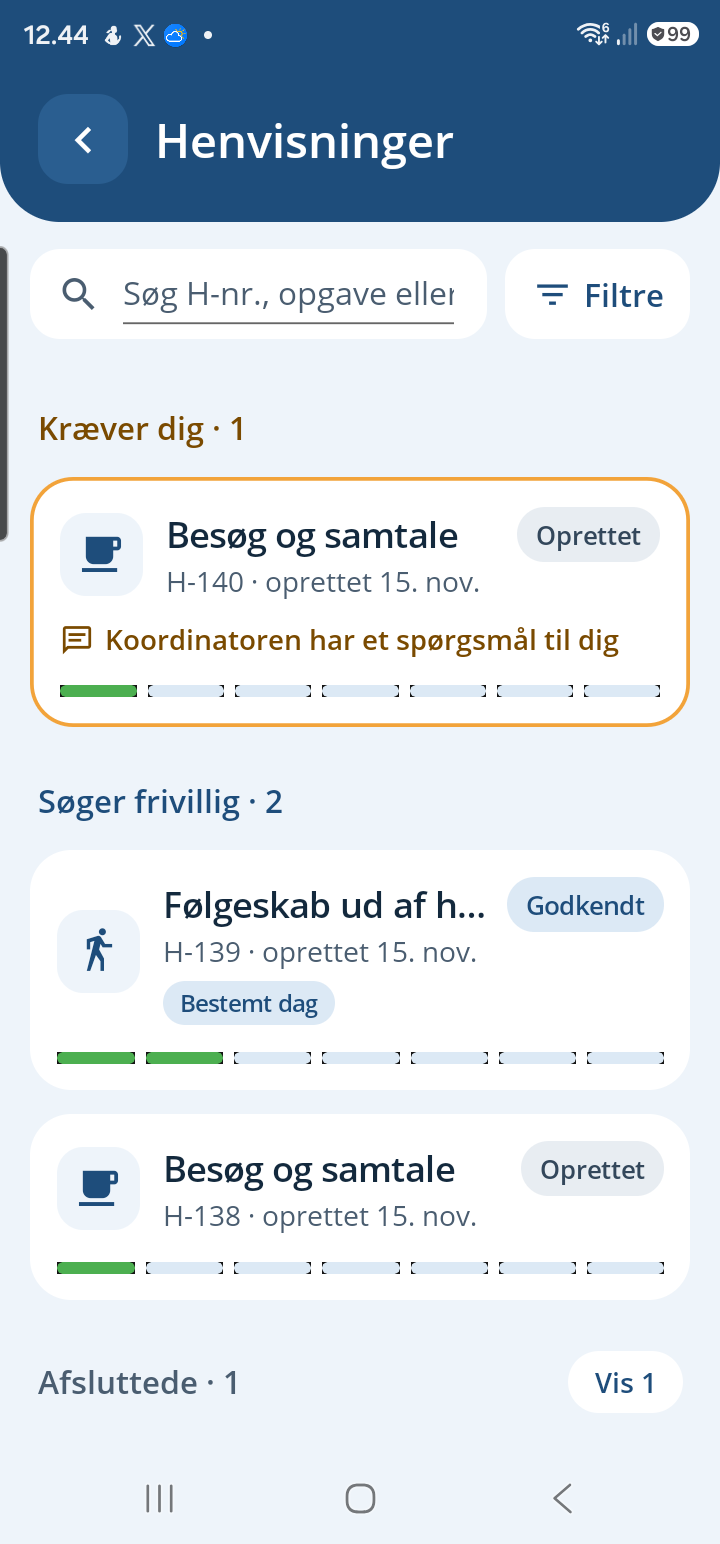 12.44
6
99
Henvisninger
Søg H-nr., opgave eller
Filtre
Kræver dig · 1
Besøg og samtale
Oprettet
H-140 · oprettet 15. nov.
Koordinatoren har et spørgsmål til dig
Søger frivillig · 2
Følgeskab ud af h...
Godkendt
H-139 · oprettet 15. nov.
Bestemt dag
Besøg og samtale
Oprettet
H-138 · oprettet 15. nov.
Afsluttede · 1
Vis 1